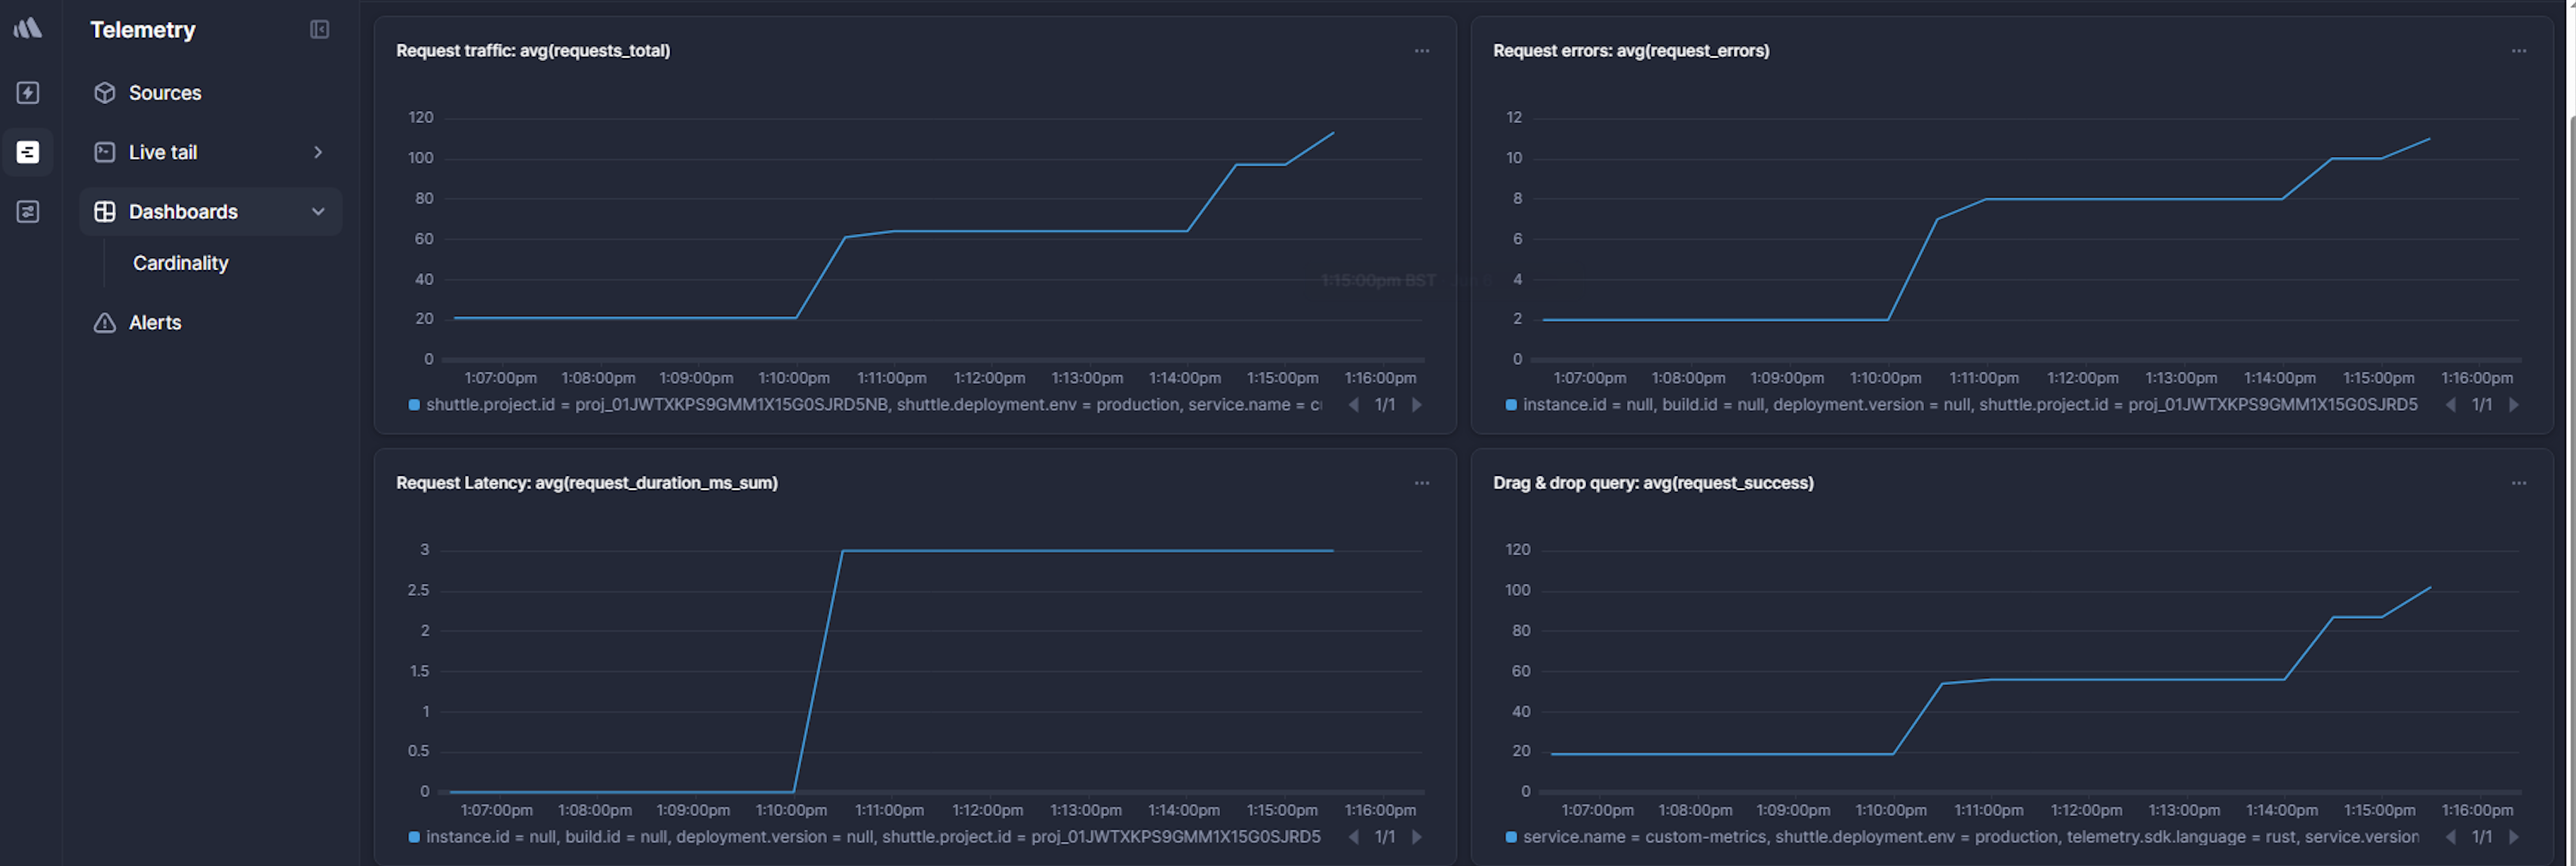 Telemetry
Sources
Live tail
Dashboards
Cardinality
Alerts
Request traffic: avg(requests_total)
120
100
80
60
40
20
0
1:07:00pm 1:08:00pm 1:09:00pm 1:10:00pm 1:11:00pm 1:12:00pm 1:13:00pm 1:14:00pm 1:15:00pm 1:16:00pm
shuttle.project.id = proj_01JWTXKPS9GMM1X15G0SJRD5NB, shuttle.deployment.env = production, service.name = c
1/1
1:15:00pm BST
Request errors: avg(request_errors)
12
10
8
6
4
2
0
1:07:00pm 1:08:00pm 1:09:00pm 1:10:00pm 1:11:00pm 1:12:00pm 1:13:00pm 1:14:00pm 1:15:00pm 1:16:00pm
instance.id = null, build.id = null, deployment.version = null, shuttle.project.id = proj_01JWTXKPS9GMM1X15G0SJRD5
1/1
Request Latency: avg(request_duration_ms_sum)
3
2.5
2
1.5
1
0.5
0
1:07:00pm 1:08:00pm 1:09:00pm 1:10:00pm 1:11:00pm 1:12:00pm 1:13:00pm 1:14:00pm 1:15:00pm 1:16:00pm
instance.id = null, build.id = null, deployment.version = null, shuttle.project.id = proj_01JWTXKPS9GMM1X15G0SJRD5
1/1
Drag & drop query: avg(request_success)
120
100
80
60
40
20
0
1:07:00pm 1:08:00pm 1:09:00pm 1:10:00pm 1:11:00pm 1:12:00pm 1:13:00pm 1:14:00pm 1:15:00pm 1:16:00pm
service.name = custom-metrics, shuttle.deployment.env = production, telemetry.sdk.language = rust, service.version
1/1